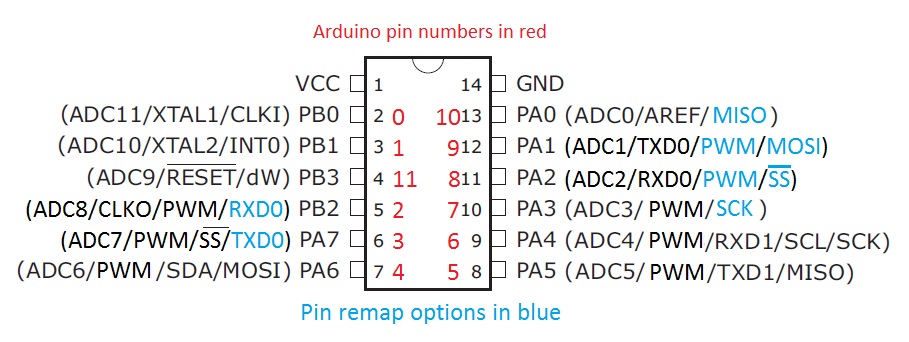 Arduino pin numbers in red
VCC 1 14 GND
(ADC11/XTAL1/CLKI) PB0 2 0 10 13 PA0 (ADC0/AREF/MISO)
(ADC10/XTAL2/INT0) PB1 3 1 9 12 PA1 (ADC1/TXD0/PWM/MOSI)
(ADC9/RESET/dW) PB3 4 11 8 11 PA2 (ADC2/RXD0/PWM/SS)
(ADC8/CLKO/PWM/RXD0) PB2 5 2 7 10 PA3 (ADC3/ PWM/SCK )
(ADC7/PWM/SS/TXD0) PA7 6 3 6 9 PA4 (ADC4/ PWM/RXD1/SCL/SCK)
(ADC6/PWM /SDA/MOSI) PA6 7 4 5 8 PA5 (ADC5/ PWM/TXD1/MISO)
Pin remap options in blue